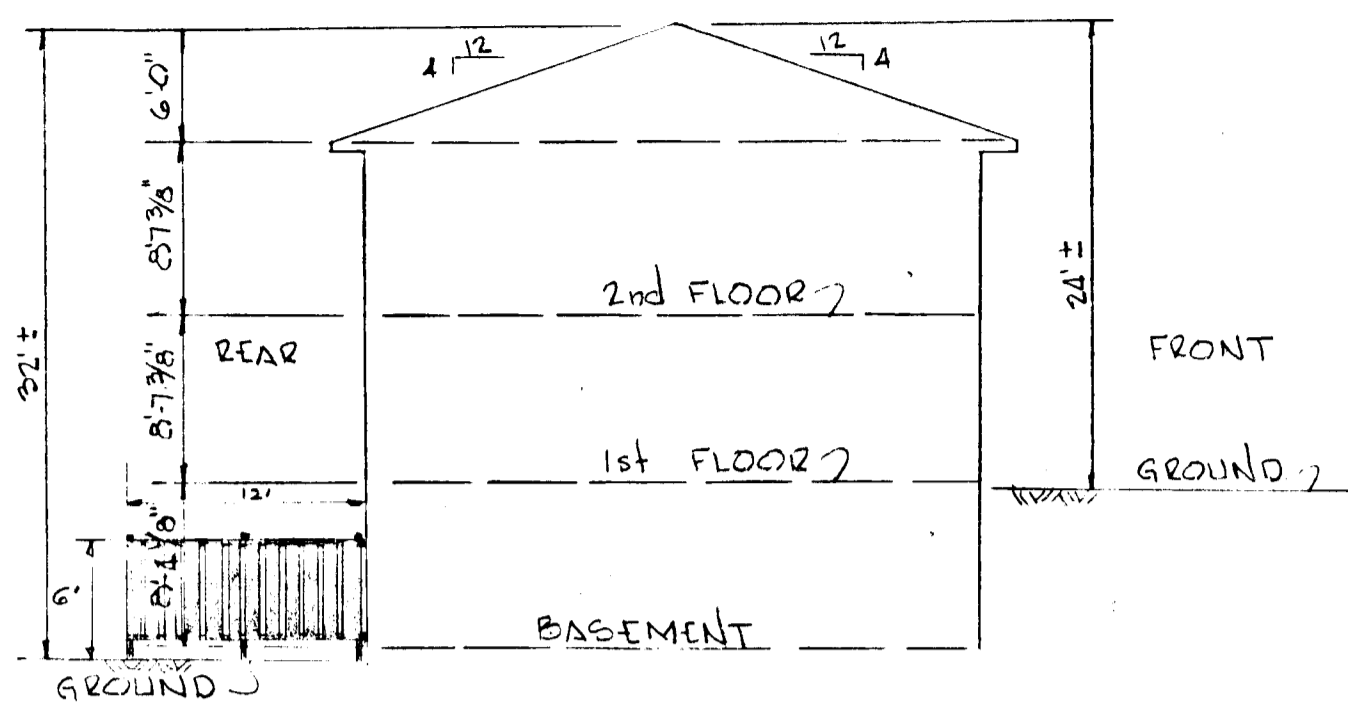 12
4
12
4
6'-0"
8'-7 3/8"
32' ±
24' ±
2nd FLOOR
REAR
FRONT
8'-7 3/8"
1st FLOOR
GROUND
12'
6'
BASEMENT
GROUND